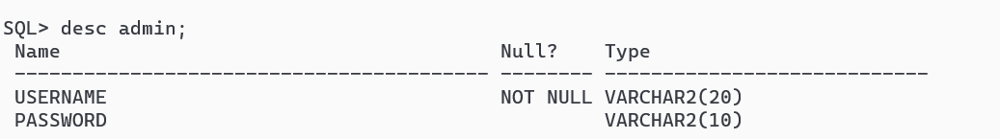 SQL> desc admin;
Name Null? Type
----------------------------------------- -------- ----------------------------
USERNAME NOT NULL VARCHAR2(20)
PASSWORD VARCHAR2(10)